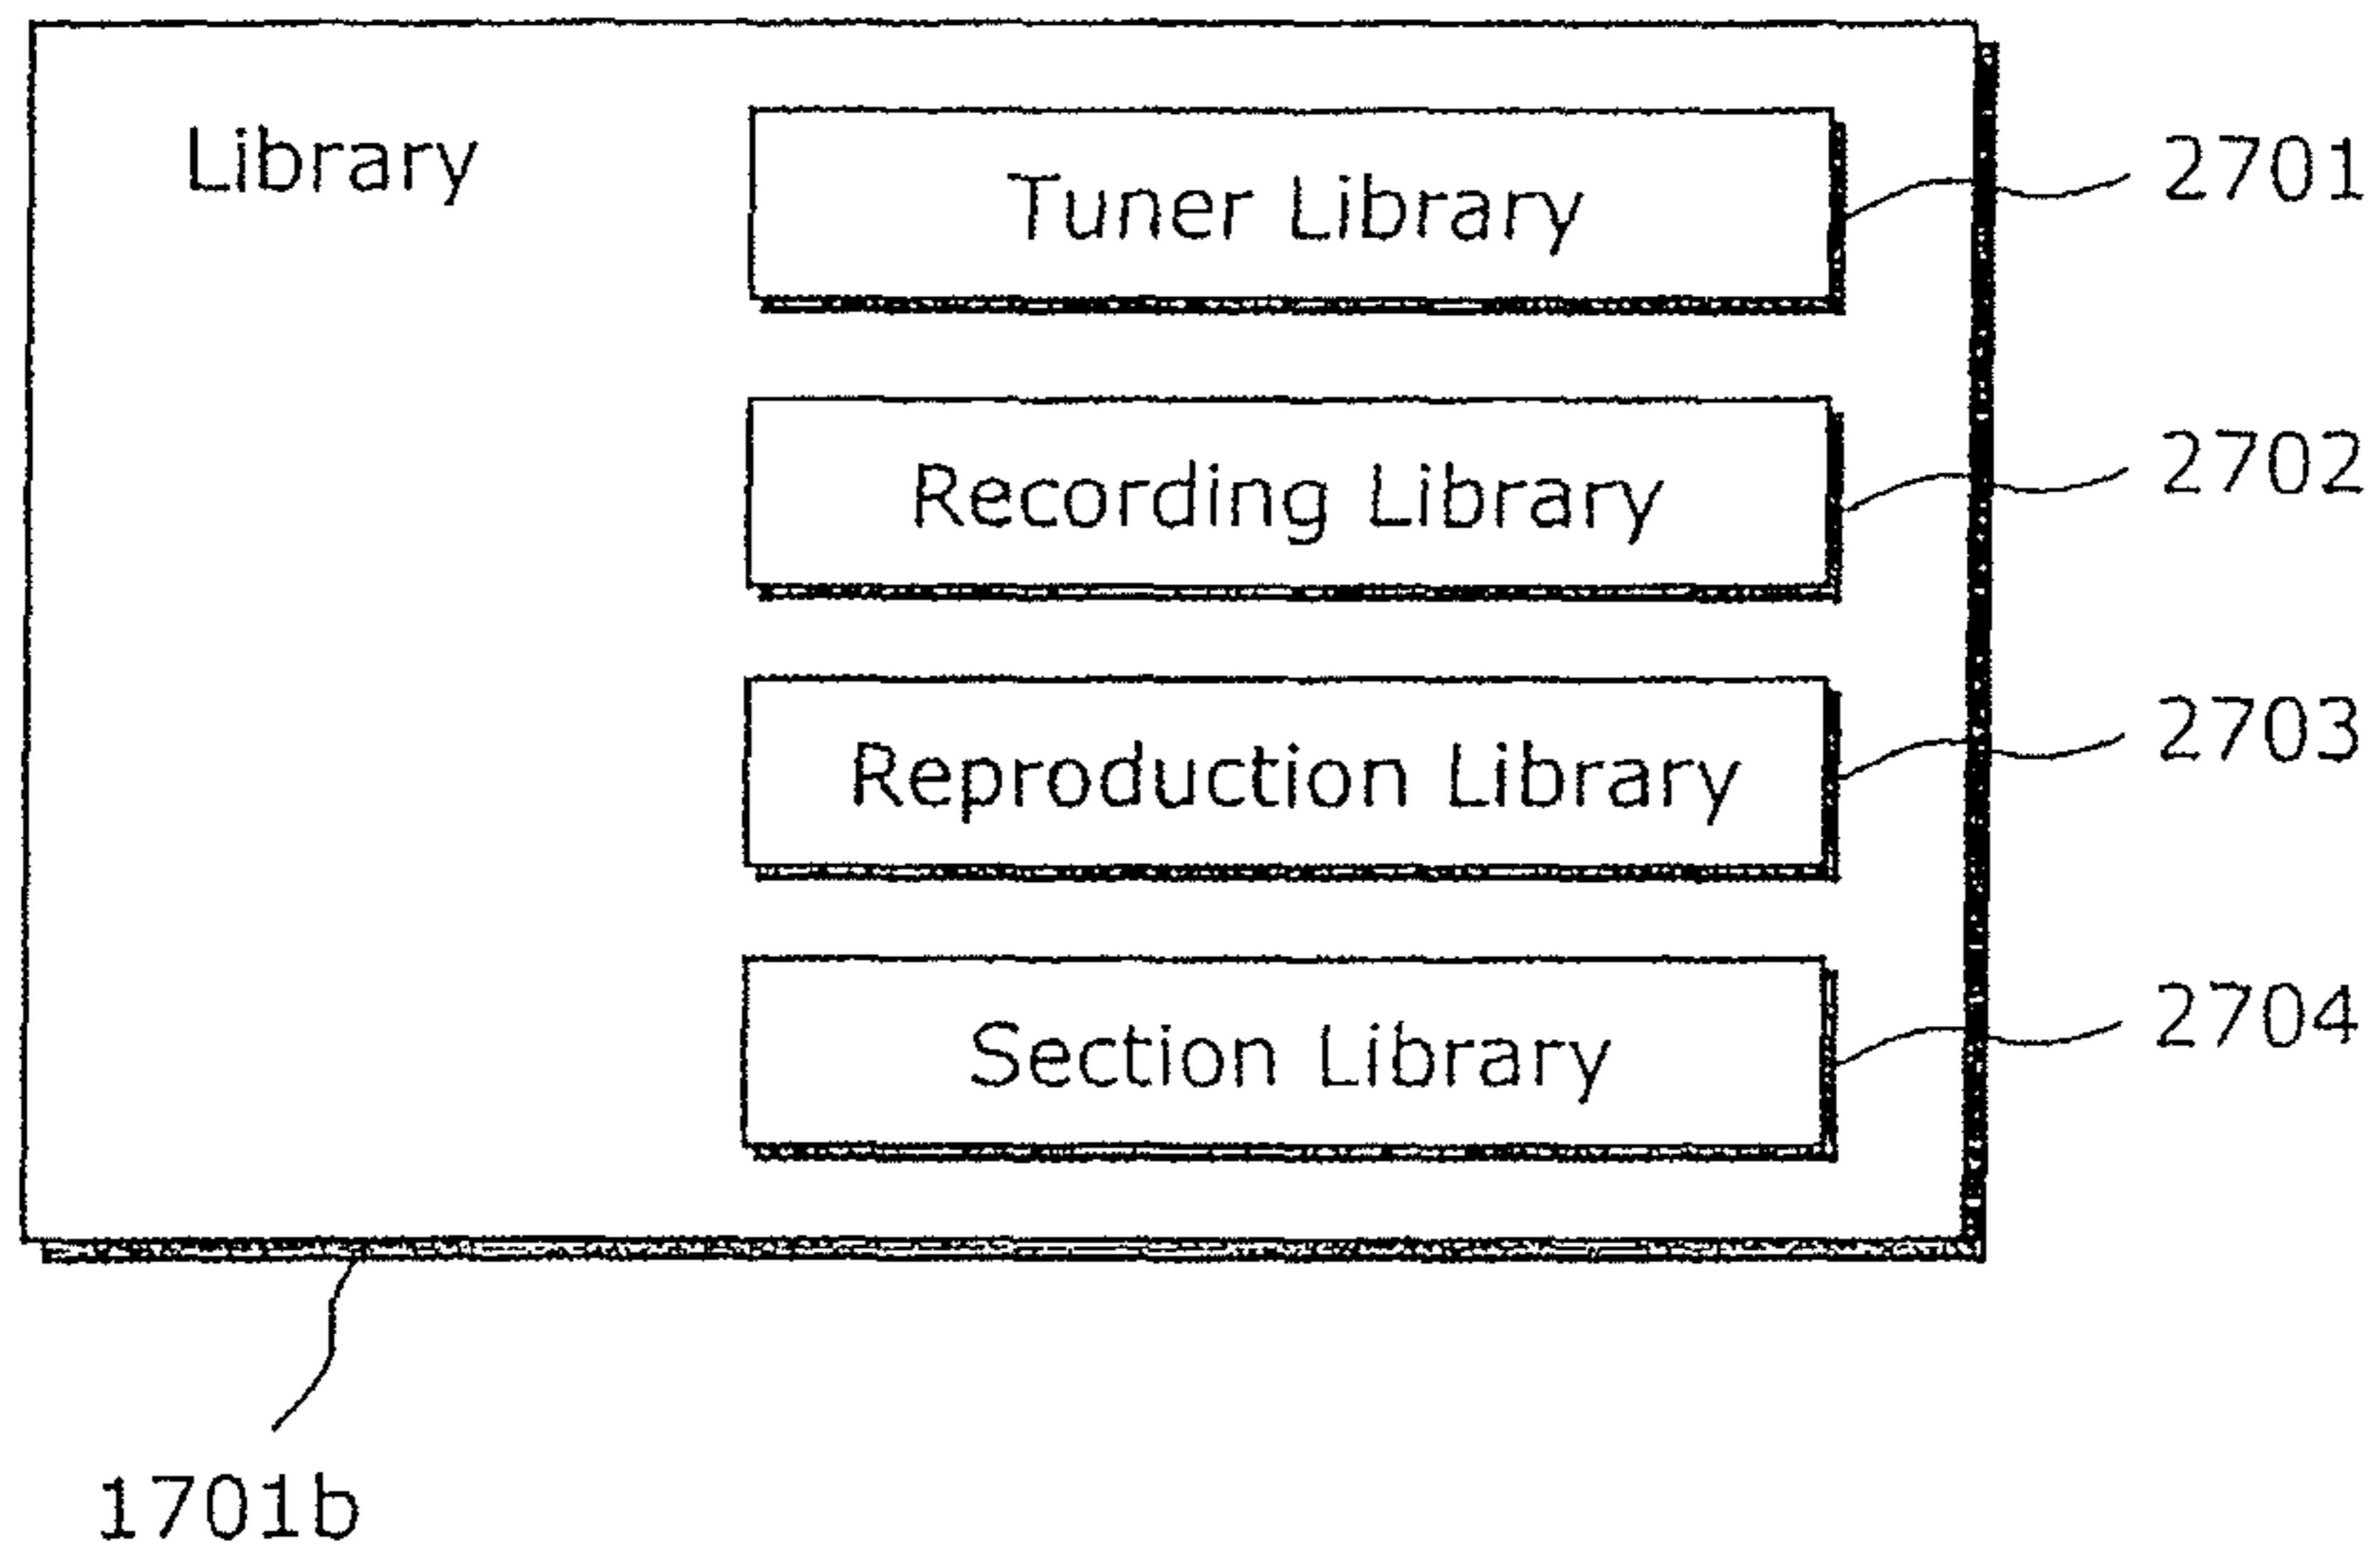 Library
Tuner Library
2701
Recording Library
2702
Reproduction Library
2703
Section Library
2704
1701b